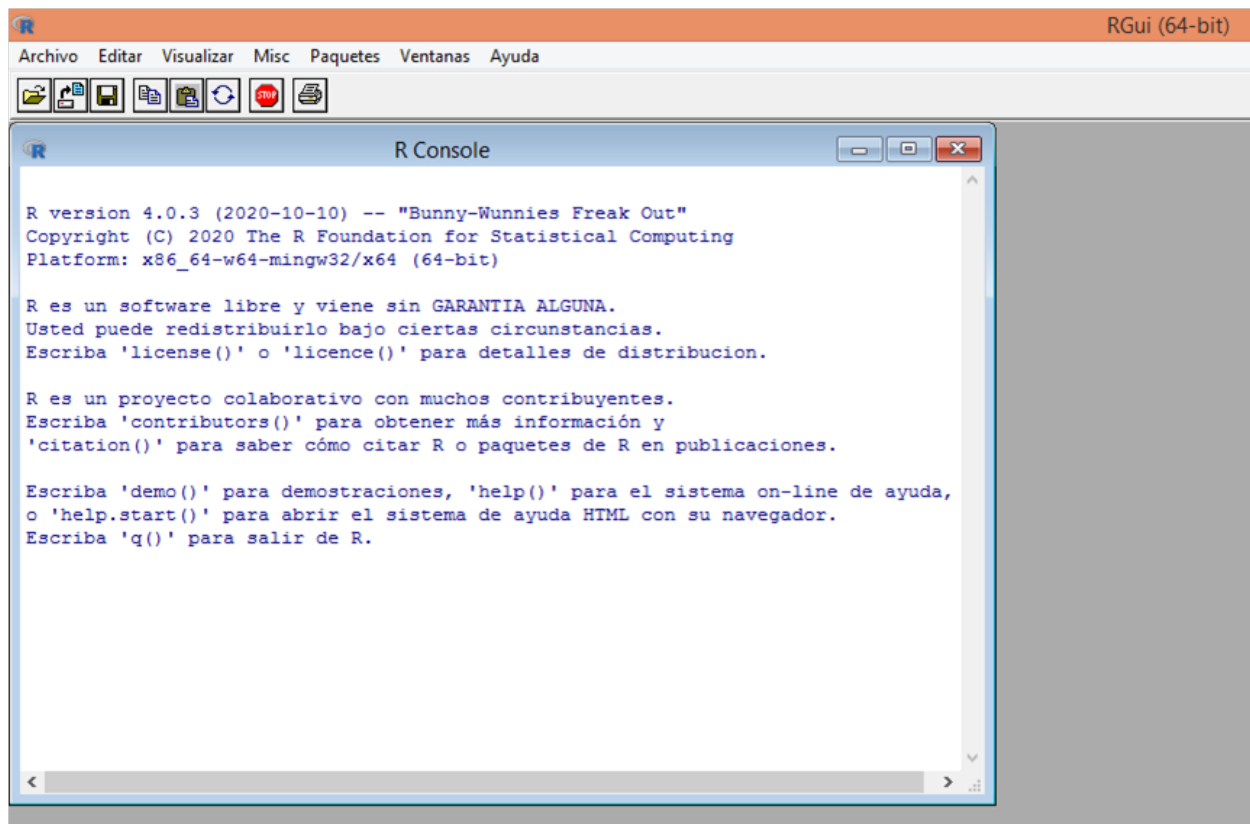 RGui (64-bit)
Archivo Editar Visualizar Misc Paquetes Ventanas Ayuda
STOP
R Console
R version 4.0.3 (2020-10-10) -- "Bunny-Wunnies Freak Out"
Copyright (C) 2020 The R Foundation for Statistical Computing
Platform: x86_64-w64-mingw32/x64 (64-bit)
R es un software libre y viene sin GARANTIA ALGUNA.
Usted puede redistribuirlo bajo ciertas circunstancias.
Escriba 'license()' o 'licence()' para detalles de distribucion.
R es un proyecto colaborativo con muchos contribuyentes.
Escriba 'contributors()' para obtener más información y
'citation()' para saber cómo citar R o paquetes de R en publicaciones.
Escriba 'demo()' para demostraciones, 'help()' para el sistema on-line de ayuda,
o 'help.start()' para abrir el sistema de ayuda HTML con su navegador.
Escriba 'q()' para salir de R.